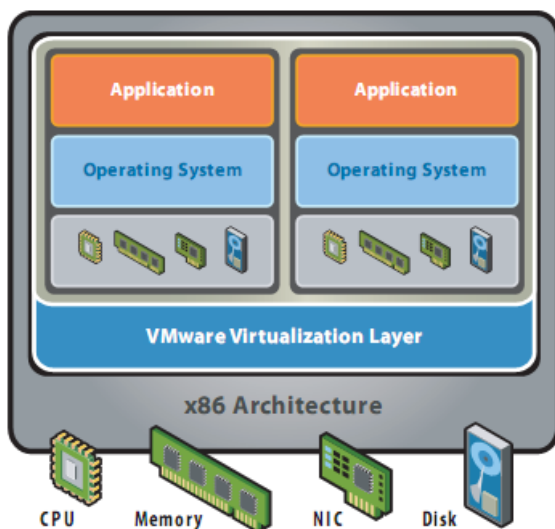 Application
Application
Operating System
Operating System
VMware Virtualization Layer
x86 Architecture
CPU
Memory
NIC
Disk